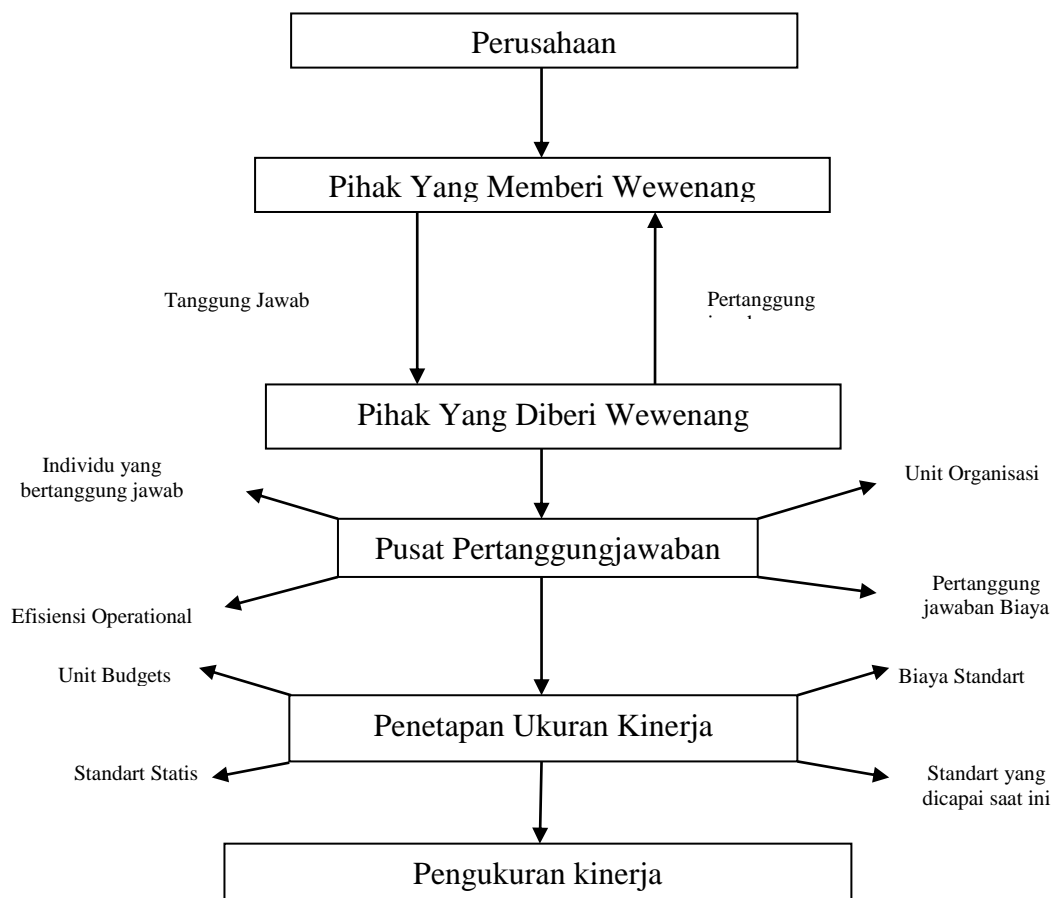 Perusahaan
Pihak Yang Memberi Wewenang
Tanggung Jawab
Pertanggung
Pihak Yang Diberi Wewenang
Individu yang
bertanggung jawab
Unit Organisasi
Pusat Pertanggungjawaban
Efisiensi Operational
Pertanggung
jawaban Biaya
Unit Budgets
Biaya Standart
Penetapan Ukuran Kinerja
Standart Statis
Standart yang
dicapai saat ini
Pengukuran kinerja